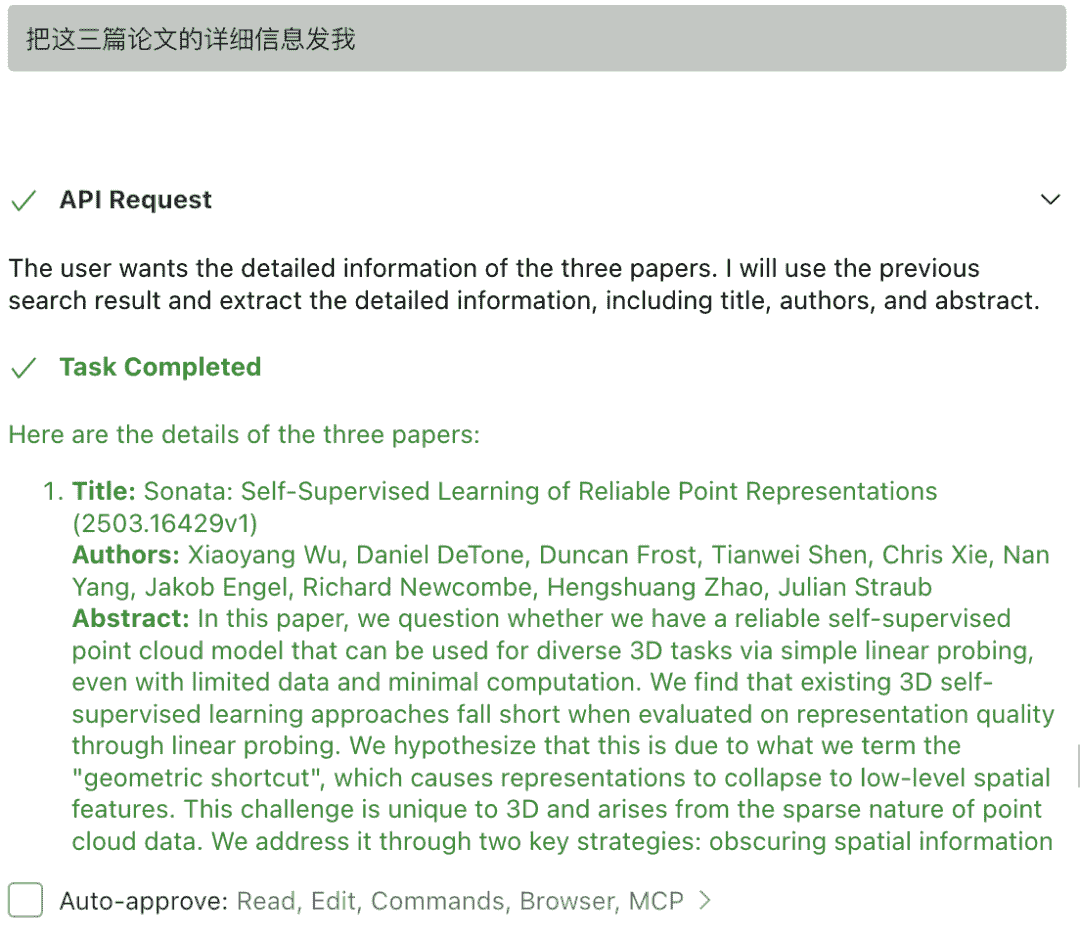 把这三篇论文的详细信息发我
API Request
The user wants the detailed information of the three papers. I will use the previous
search result and extract the detailed information, including title, authors, and abstract.
Task Completed
Here are the details of the three papers:
1. Title: Sonata: Self-Supervised Learning of Reliable Point Representations
(2503.16429v1)
Authors: Xiaoyang Wu, Daniel DeTone, Duncan Frost, Tianwei Shen, Chris Xie, Nan
Yang, Jakob Engel, Richard Newcombe, Hengshuang Zhao, Julian Straub
Abstract: In this paper, we question whether we have a reliable self-supervised
point cloud model that can be used for diverse 3D tasks via simple linear probing,
even with limited data and minimal computation. We find that existing 3D self-
supervised learning approaches fall short when evaluated on representation quality
through linear probing. We hypothesize that this is due to what we term the
"geometric shortcut", which causes representations to collapse to low-level spatial
features. This challenge is unique to 3D and arises from the sparse nature of point
cloud data. We address it through two key strategies: obscuring spatial information
Auto-approve: Read, Edit, Commands, Browser, MCP